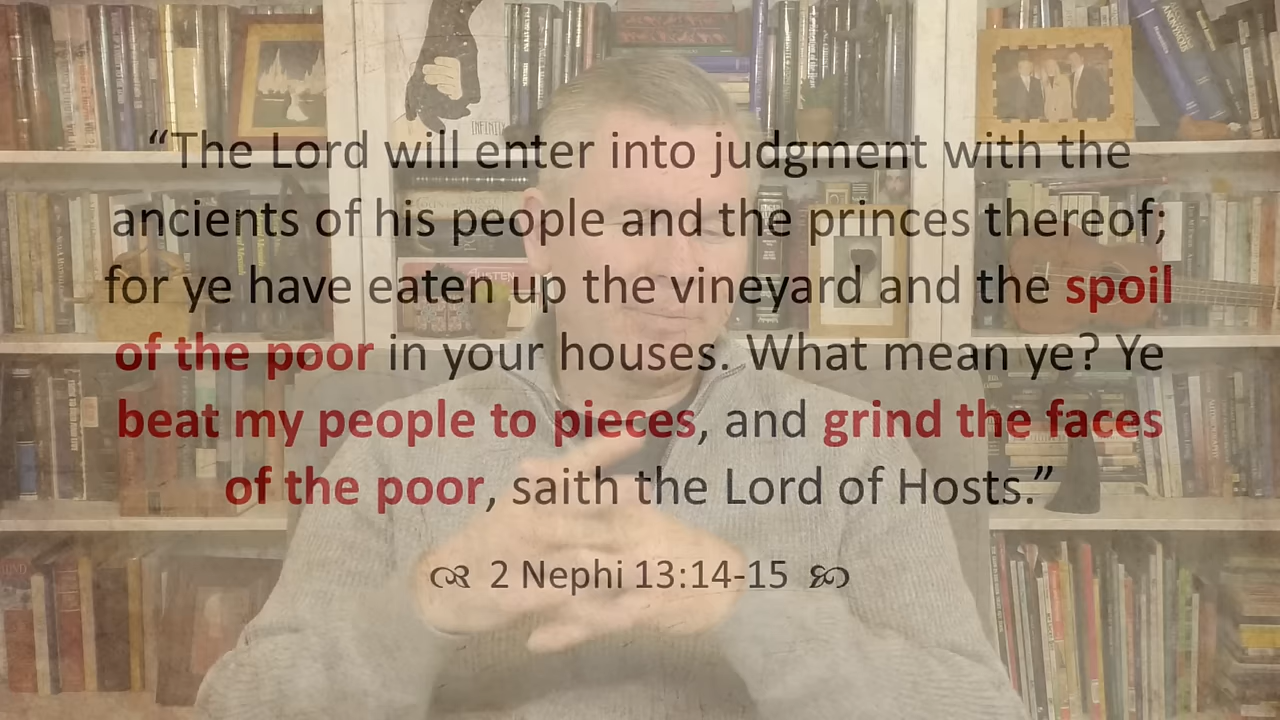 INFINIT
“The Lord will enter into judgment with the
ancients of his people and the princes thereof;
for ye have eaten up the vineyard and the spoil
of the poor in your houses. What mean ye? Ye
beat my people to pieces, and grind the faces
of the poor, saith the Lord of Hosts.”
2 Nephi 13:14-15
AUSTEN